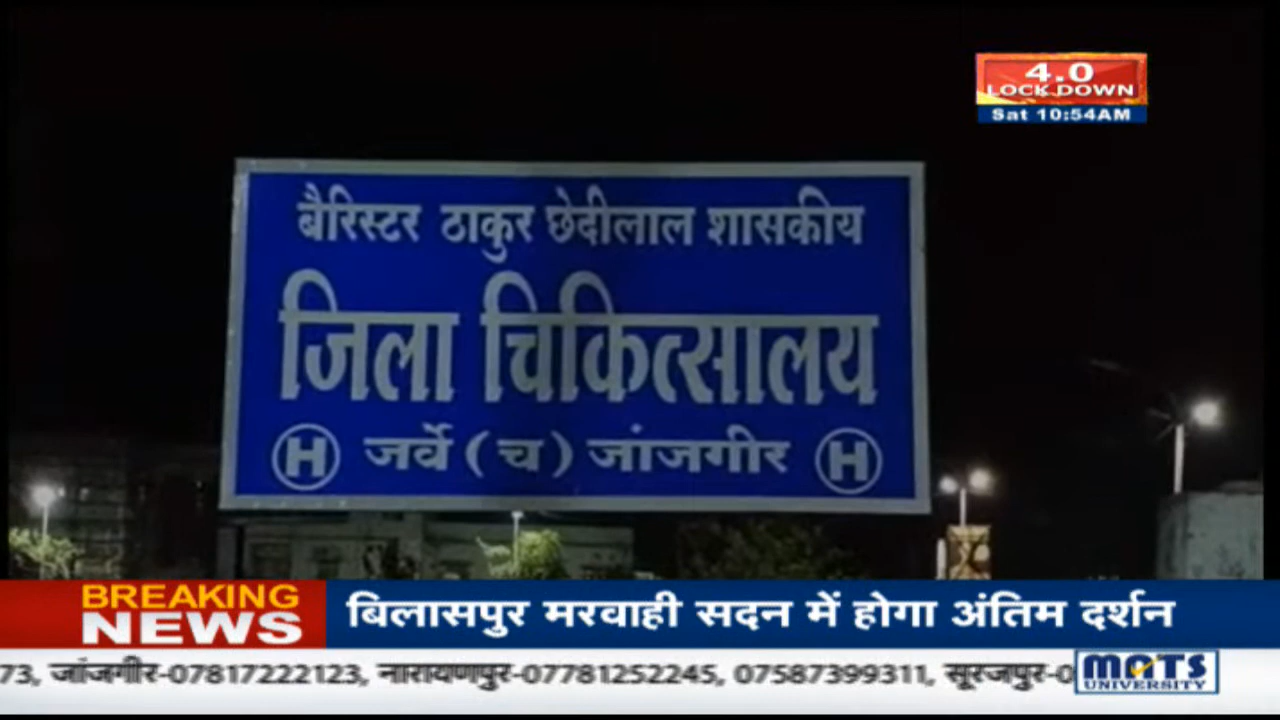 4.0
LOCK DOWN
Sat 10:54AM
बैरिस्टर ठाकुर छेदीलाल शासकीय
जिला चिकित्सालय
H जर्वे (च) जांजगीर H
BREAKING
NEWS
बिलासपुर मरवाही सदन में होगा अंतिम दर्शन
73, जांजगीर-07817222123, नारायणपुर-07781252245, 07587399311, सूरजपुर-0
MATS
UNIVERSITY